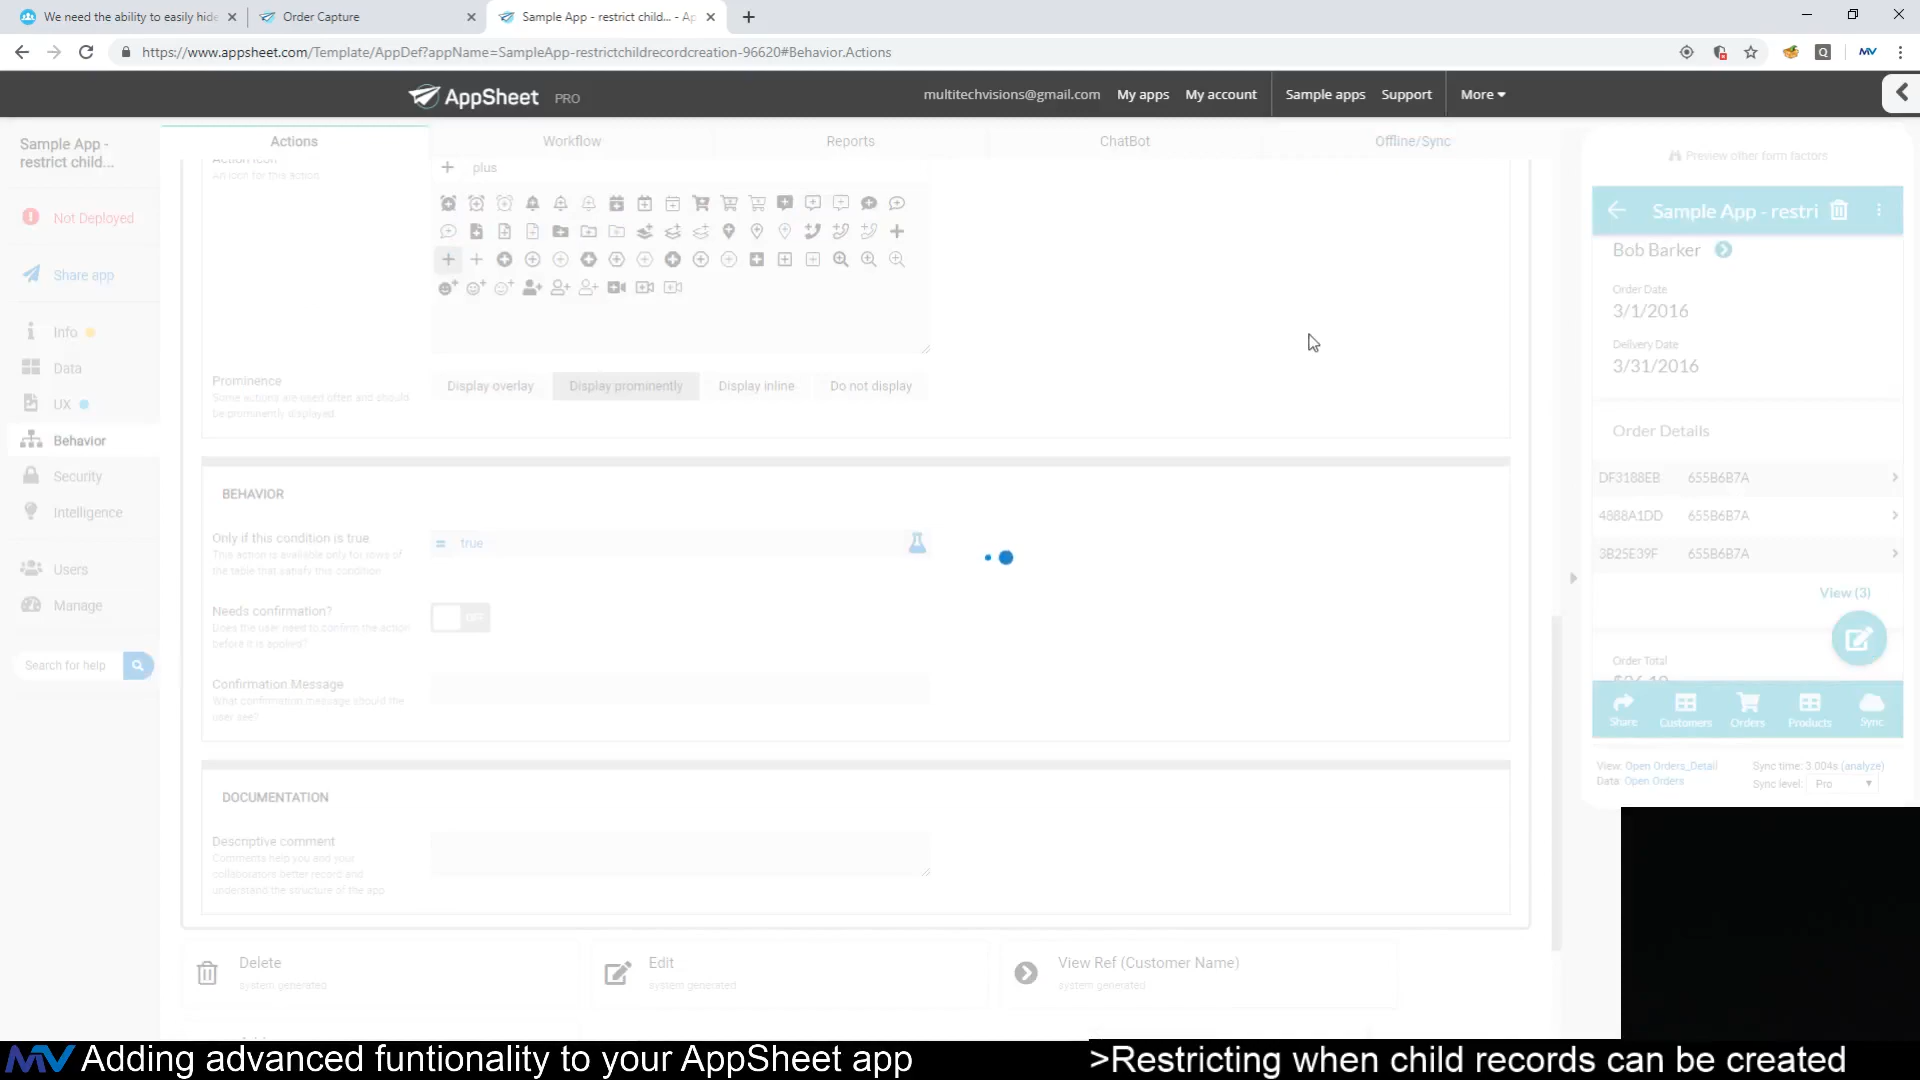 We need the ability to easily hide
Order Capture
Sample App - restrict child... - Ap
https://www.appsheet.com/Template/AppDef?appName=SampleApp-restrictchildrecordcreation-96620#Behavior.Actions
AppSheet PRO
multitechvisions@gmail.com My apps My account Sample apps Support More
Sample App -
restrict child...
Not Deployed
Share app
Info
Data
UX
Behavior
Security
Intelligence
Users
Manage
Search for help
Actions Workflow Reports ChatBot Offline/Sync
Action Icon
An icon for this action.
plus
Prominence
Some actions are used often and should
be prominently displayed.
Display overlay Display prominently Display inline Do not display
BEHAVIOR
Only if this condition is true
This action is available only for rows of
the table that satisfy this condition
= true
Needs confirmation?
Does the user need to confirm the action
before it is applied?
OFF
Confirmation Message
What confirmation message should the
user see?
DOCUMENTATION
Descriptive comment
Comments help you and your
collaborators better record and
understand the structure of the app.
Delete
system generated
Edit
system generated
View Ref (Customer Name)
system generated
Preview other form factors
Sample App - restri
Bob Barker
Order Date
3/1/2016
Delivery Date
3/31/2016
Order Details
DF3188EB 655B6B7A
4888A1DD 655B6B7A
3B25E39F 655B6B7A
View (3)
Order Total
Share Customers Orders Products Sync
View: Open Orders_Detail
Data: Open Orders
Sync time: 3.004s (analyze)
Sync level: Pro
MV Adding advanced funtionality to your AppSheet app
>Restricting when child records can be created